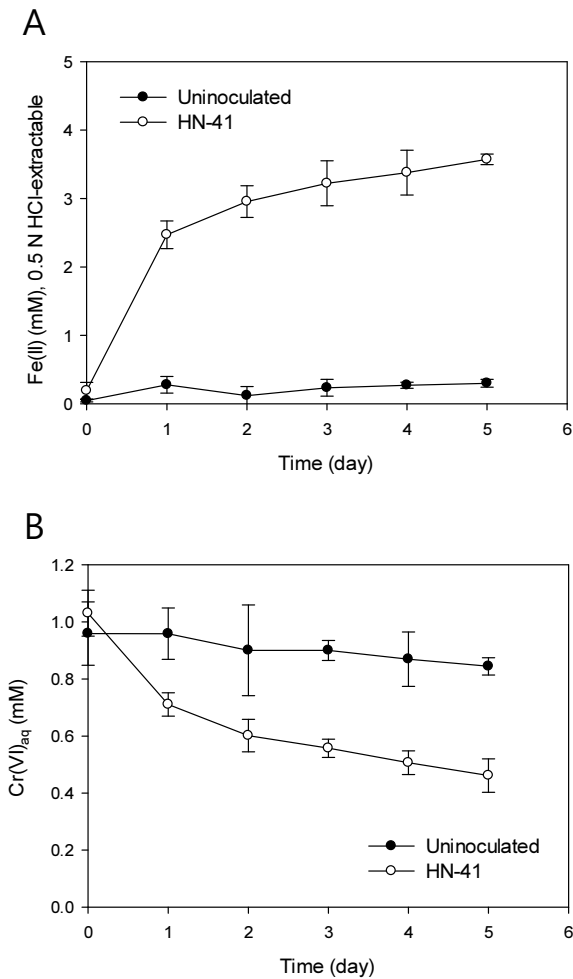 A
Fe(II) (mM), 0.5 N HCl-extractable
5
4
3
2
1
0
Uninoculated
HN-41
0 1 2 3 4 5 6
Time (day)
B
Cr(VI)aq (mM)
1.2
1.0
0.8
0.6
0.4
0.2
0.0
Uninoculated
HN-41
0 1 2 3 4 5 6
Time (day)